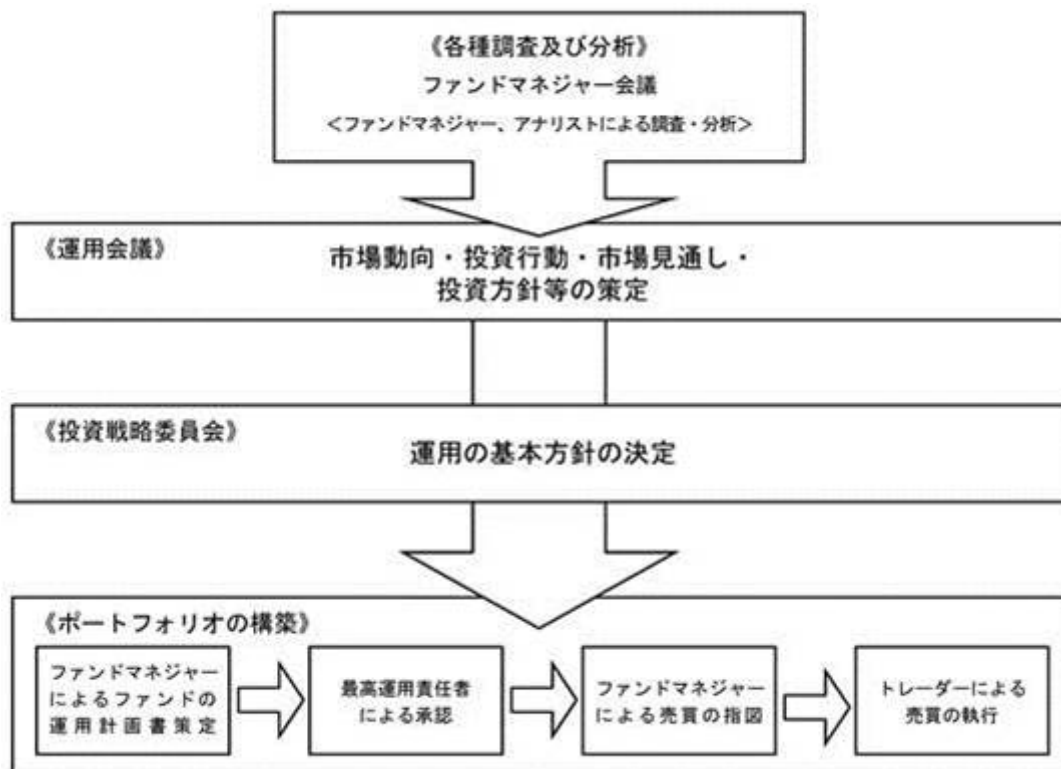 《各種調査及び分析》
ファンドマネジャー会議
<ファンドマネジャー、アナリストによる調査・分析>
《運用会議》
市場動向・投資行動・市場見通し・
投資方針等の策定
《投資戦略委員会》
運用の基本方針の決定
《ポートフォリオの構築》
ファンドマネジャー
によるファンドの
運用計画書策定
最高運用責任者
による承認
ファンドマネジャー
による売買の指図
トレーダーによる
売買の執行